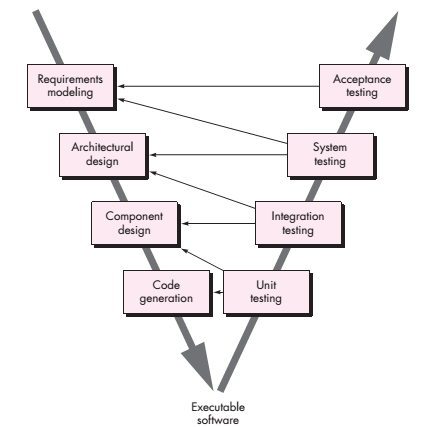 Requirements
modeling
Acceptance
testing
Architectural
design
System
testing
Component
design
Integration
testing
Code
generation
Unit
testing
Executable
software